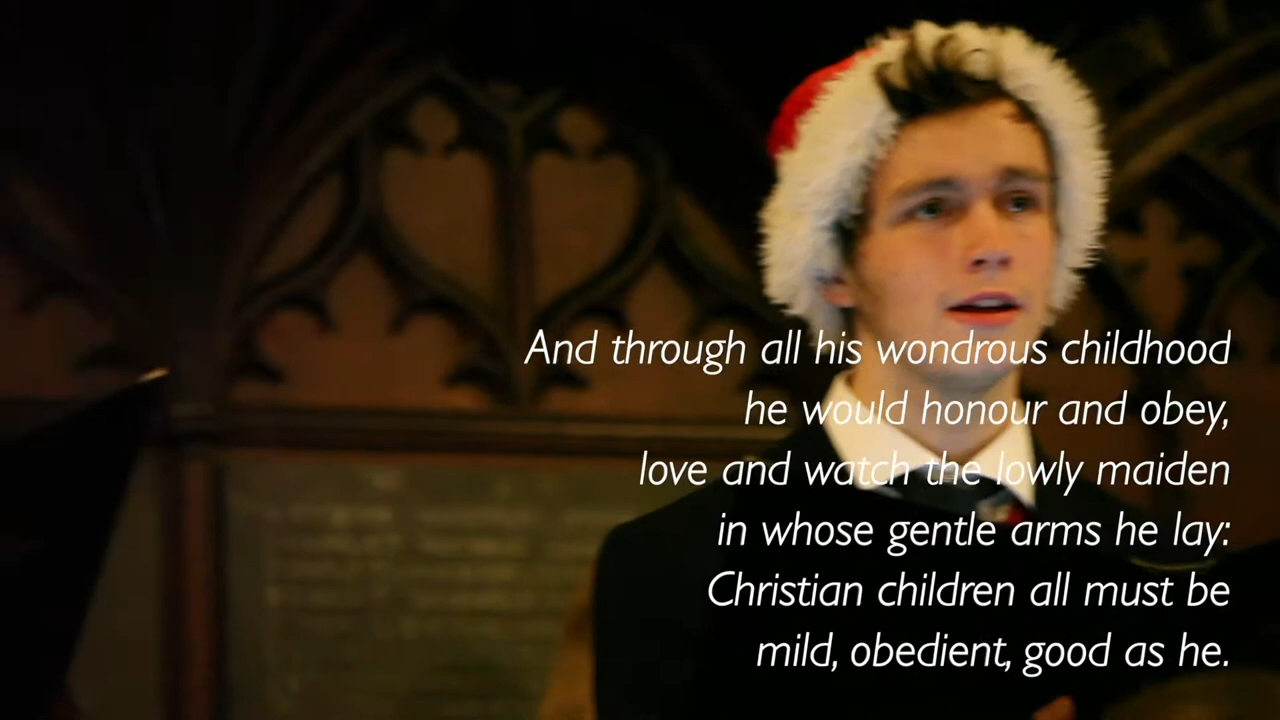 And through all his wondrous childhood
he would honour and obey,
love and watch the lowly maiden
in whose gentle arms he lay:
Christian children all must be
mild, obedient, good as he.